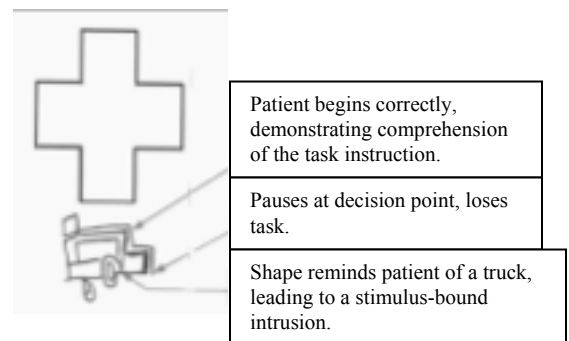 Patient begins correctly,
demonstrating comprehension
of the task instruction.
Pauses at decision point, loses
task.
Shape reminds patient of a truck,
leading to a stimulus-bound
intrusion.